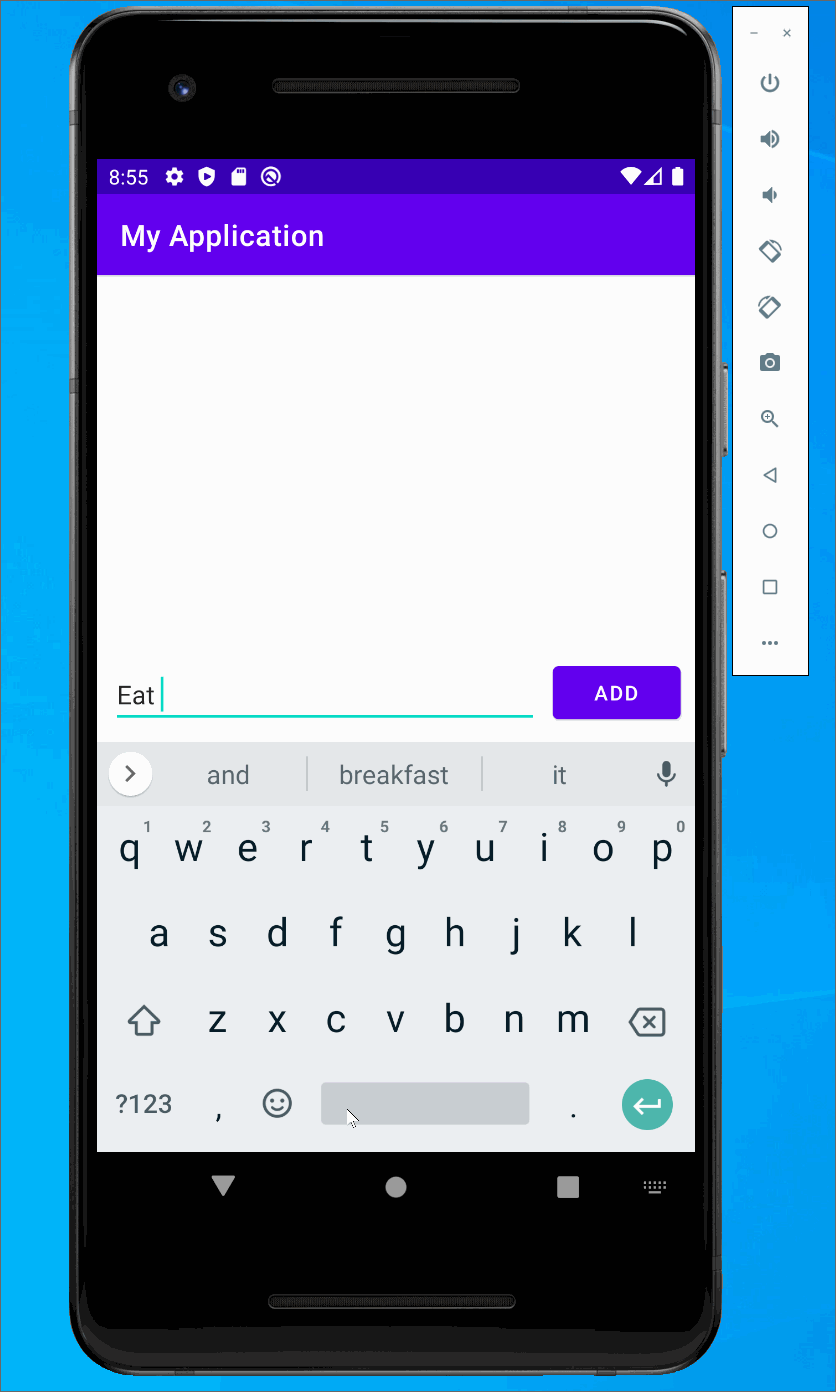 8:55
My Application
Eat
ADD
and breakfast it
1 2 3 4 5 6 7 8 9 0
q w e r t y u i o p
a s d f g h j k l
z x c v b n m
?123 , .